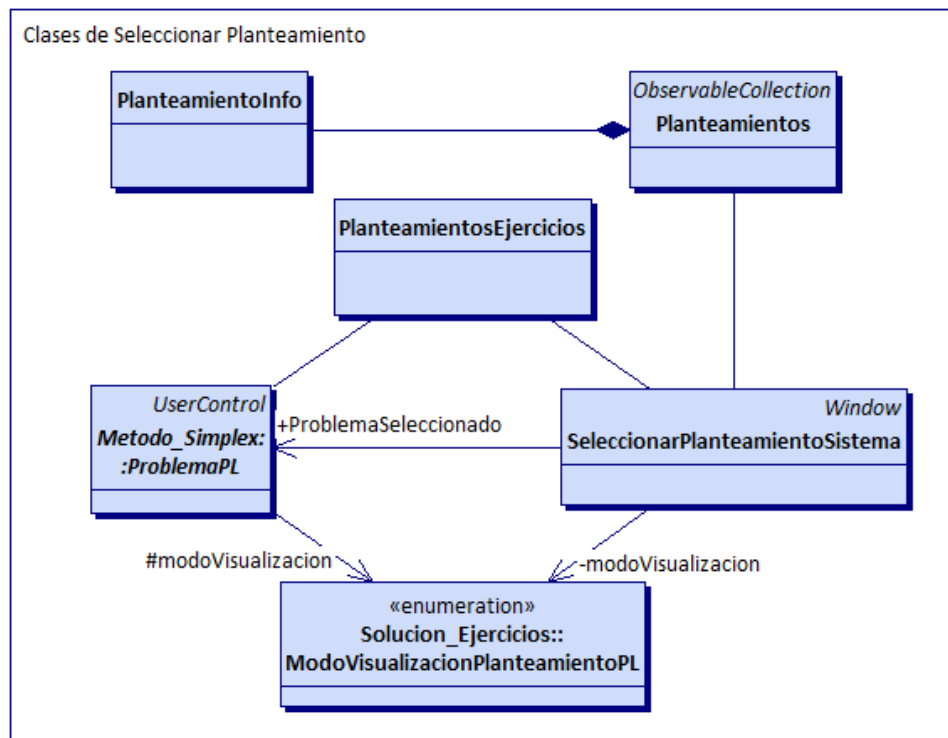 Clases de Seleccionar Planteamiento
PlanteamientoInfo
ObservableCollection
Planteamientos
PlanteamientosEjercicios
UserControl
Metodo_Simplex:
:ProblemaPL
+ProblemaSeleccionado
Window
SeleccionarPlanteamientoSistema
#modoVisualizacion
-modoVisualizacion
«enumeration»
Solucion_Ejercicios::
ModoVisualizacionPlanteamientoPL